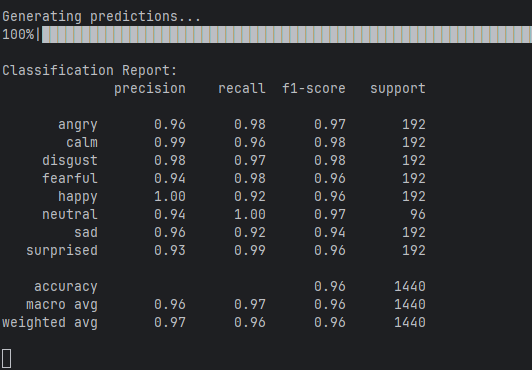 Generating predictions...
100%|
Classification Report:
precision recall f1-score support
angry 0.96 0.98 0.97 192
calm 0.99 0.96 0.98 192
disgust 0.98 0.97 0.98 192
fearful 0.94 0.98 0.96 192
happy 1.00 0.92 0.96 192
neutral 0.94 1.00 0.97 96
sad 0.96 0.92 0.94 192
surprised 0.93 0.99 0.96 192
accuracy 0.96 1440
macro avg 0.96 0.97 0.96 1440
weighted avg 0.97 0.96 0.96 1440